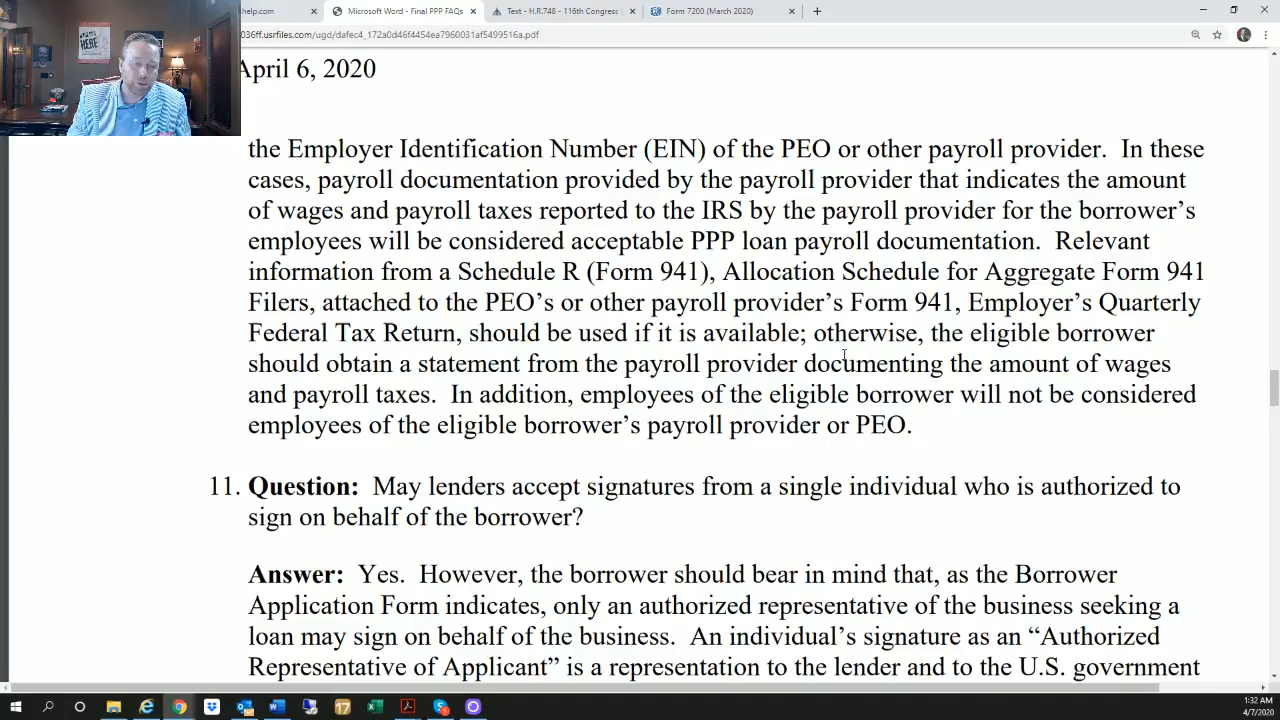 help.com
Microsoft Word - Final PPP FAQs
Text - H.R.748 - 116th Congress
Form 7200 (March 2020)
036ff.usrfiles.com/ugd/dafec4_172a0d46f4454ea7960031af5499516a.pdf
HERE
April 6, 2020
the Employer Identification Number (EIN) of the PEO or other payroll provider. In these
cases, payroll documentation provided by the payroll provider that indicates the amount
of wages and payroll taxes reported to the IRS by the payroll provider for the borrower’s
employees will be considered acceptable PPP loan payroll documentation. Relevant
information from a Schedule R (Form 941), Allocation Schedule for Aggregate Form 941
Filers, attached to the PEO’s or other payroll provider’s Form 941, Employer’s Quarterly
Federal Tax Return, should be used if it is available; otherwise, the eligible borrower
should obtain a statement from the payroll provider documenting the amount of wages
and payroll taxes. In addition, employees of the eligible borrower will not be considered
employees of the eligible borrower’s payroll provider or PEO.
11. Question: May lenders accept signatures from a single individual who is authorized to
sign on behalf of the borrower?
Answer: Yes. However, the borrower should bear in mind that, as the Borrower
Application Form indicates, only an authorized representative of the business seeking a
loan may sign on behalf of the business. An individual’s signature as an “Authorized
Representative of Applicant” is a representation to the lender and to the U.S. government
17
1:32 AM
4/7/2020